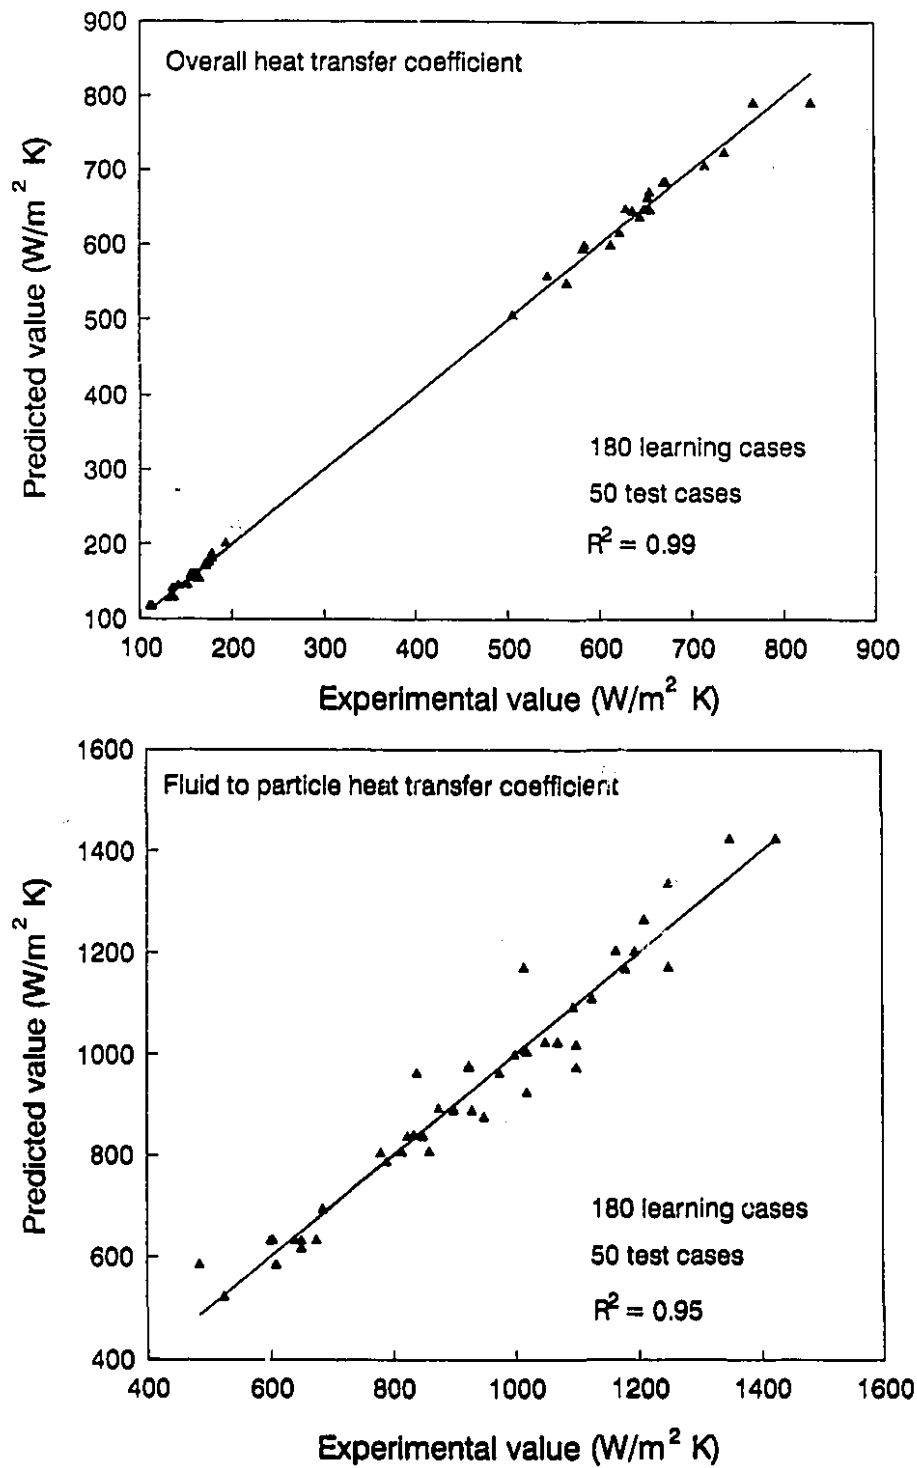 900
800
700
600
500
400
300
200
100
Predicted value (W/m² K)
Overall heat transfer coefficient
180 learning cases
50 test cases
R² = 0.99
100 200 300 400 500 600 700 800 900
Experimental value (W/m² K)
1600
1400
1200
1000
800
600
400
Predicted value (W/m² K)
Fluid to particle heat transfer coefficient
180 learning cases
50 test cases
R² = 0.95
400 600 800 1000 1200 1400 1600
Experimental value (W/m² K)